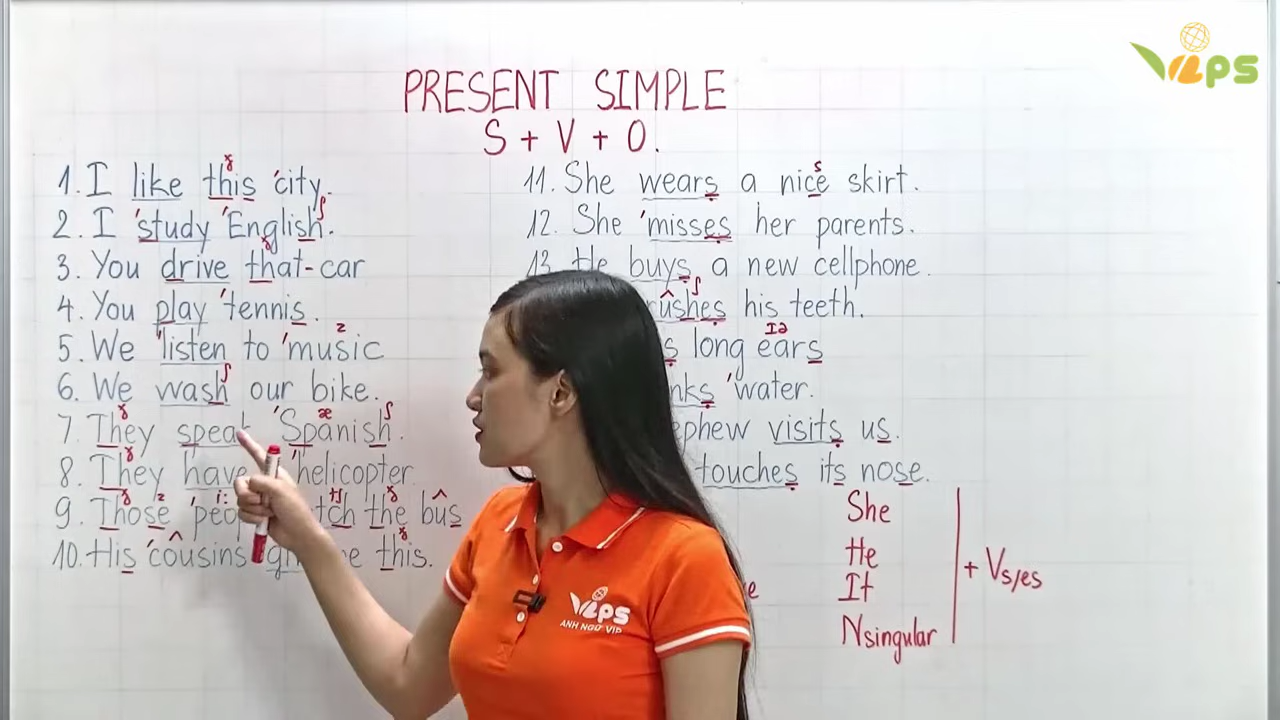 VIPS
PRESENT SIMPLE
S + V + O.
1. I like this 'city.
2. I 'study 'English.
3. You drive that-car
4. You play 'tennis.
5. We 'listen to 'music
6. We wash our bike.
7. They speak 'Spanish.
8. They have 'helicopter.
9. Those the bus
10. His 'cousins this.
11. She wears a nice skirt.
12. She 'misses her parents.
13. He buys a new cellphone.
his teeth.
long ears
'water.
visits us.
touches its nose.
She
He
It
Nsingular
+ Vs/es
VIPS
ANH NGỮ VIP